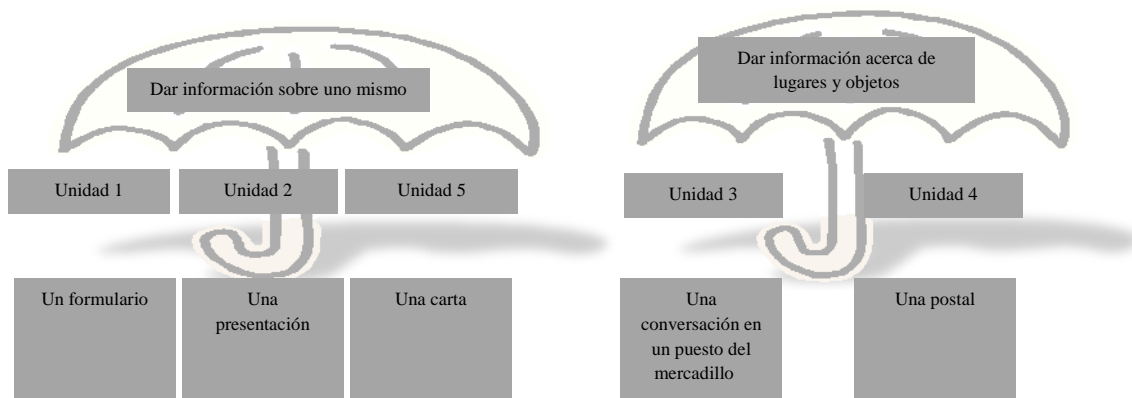 Dar información sobre uno mismo
Unidad 1
Unidad 2
Unidad 5
Un formulario
Una
presentación
Una carta
Dar información acerca de
lugares y objetos
Unidad 3
Unidad 4
Una
conversación en
un puesto del
mercadillo
Una postal